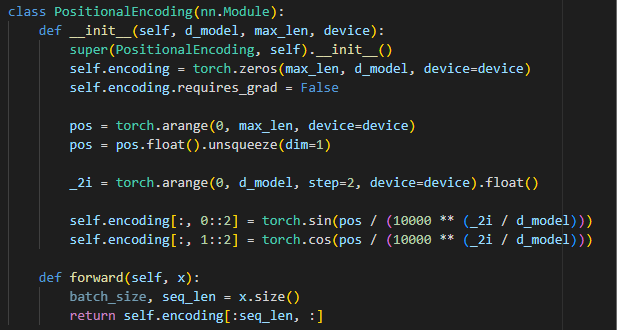 class PositionalEncoding(nn.Module):
    def __init__(self, d_model, max_len, device):
        super(PositionalEncoding, self).__init__()
        self.encoding = torch.zeros(max_len, d_model, device=device)
        self.encoding.requires_grad = False

        pos = torch.arange(0, max_len, device=device)
        pos = pos.float().unsqueeze(dim=1)

        _2i = torch.arange(0, d_model, step=2, device=device).float()

        self.encoding[:, 0::2] = torch.sin(pos / (10000 ** (_2i / d_model)))
        self.encoding[:, 1::2] = torch.cos(pos / (10000 ** (_2i / d_model)))

    def forward(self, x):
        batch_size, seq_len = x.size()
        return self.encoding[:seq_len, :]